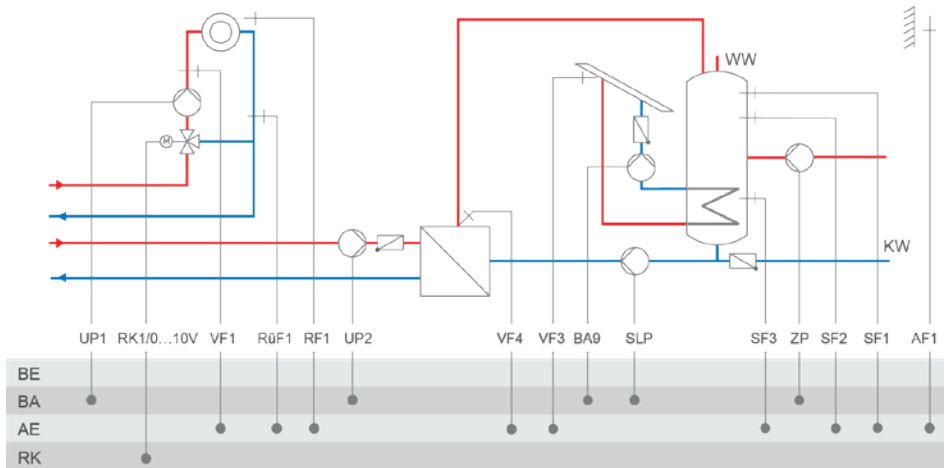 WW
M
KW
UP1 RK1/0...10V VF1 RüF1 RF1 UP2 VF4 VF3 BA9 SLP SF3 ZP SF2 SF1 AF1
BE
BA
AE
RK